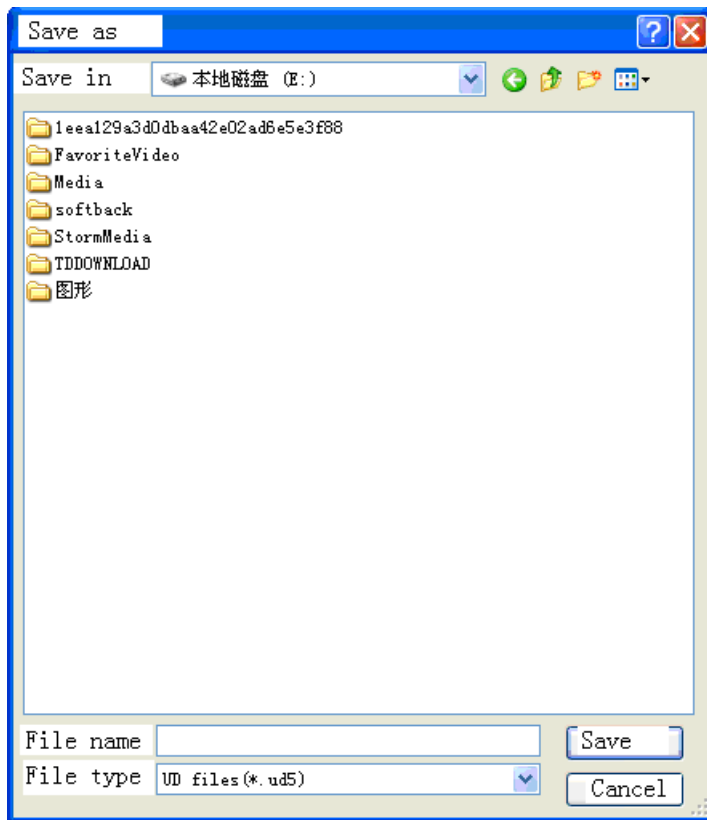 Save as
Save in 本地磁盘 (E:)
1eea129a3d0dbaa42e02ad6e5e3f88
FavoriteVideo
Media
softback
StormMedia
TDDOWNLOAD
图形
File name
Save
File type UD files(*.ud5)
Cancel